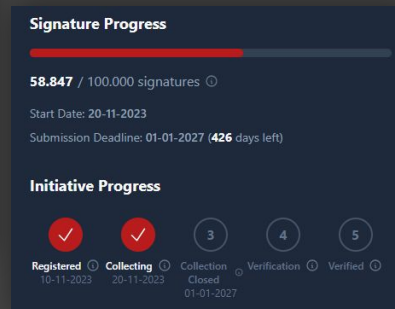 Signature Progress
58.847 / 100.000 signatures
Start Date: 20-11-2023
Submission Deadline: 01-01-2027 (426 days left)
Initiative Progress
3
4
5
Registered
Collecting
Collection Closed
Verification
Verified
10-11-2023
20-11-2023
01-01-2027